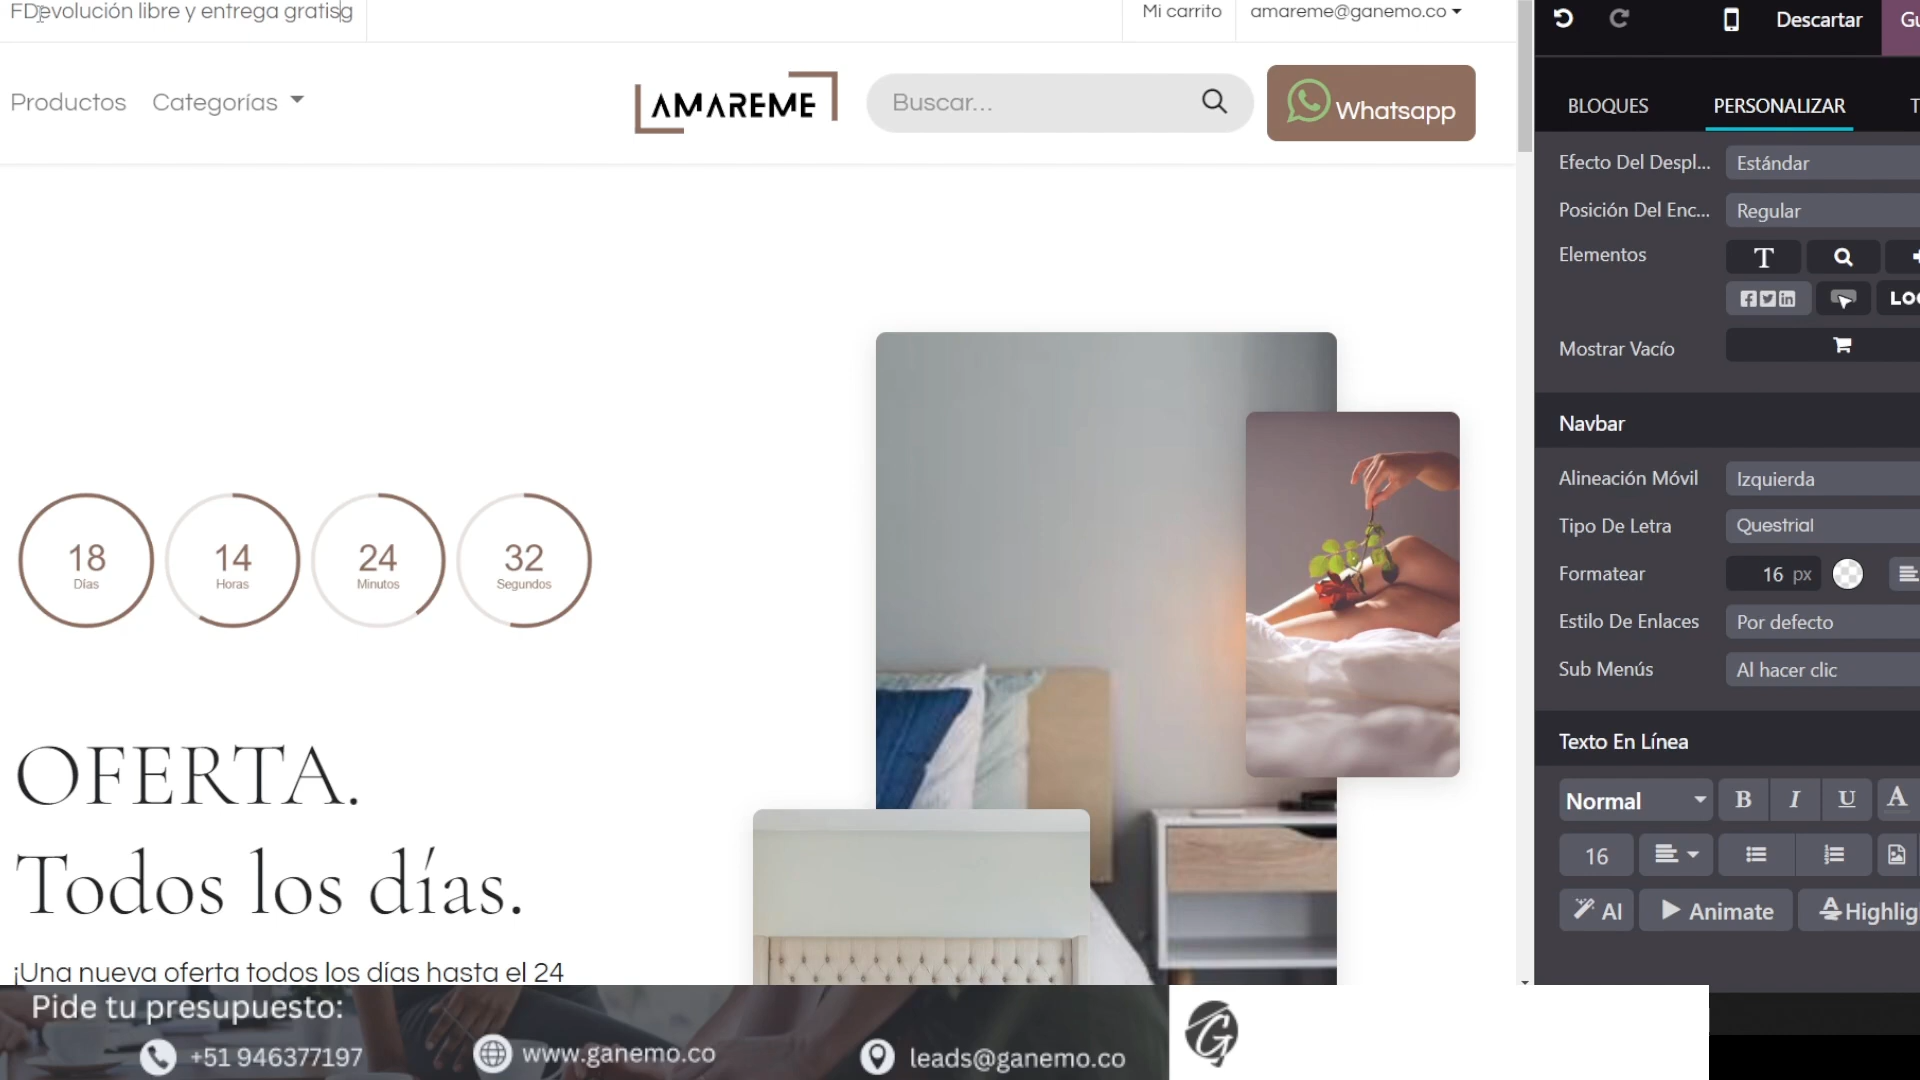 FDevolución libre y entrega gratisg
Mi carrito
amareme@ganemo.co
Descartar
Productos
Categorías
AMAREME
Buscar...
Whatsapp
BLOQUES
PERSONALIZAR
Efecto Del Despl...
Estándar
Posición Del Enc...
Regular
Elementos
T
Mostrar Vacío
Navbar
Alineación Móvil
Izquierda
Tipo De Letra
Questrial
Formatear
16 px
Estilo De Enlaces
Por defecto
Sub Menús
Al hacer clic
18
Días
14
Horas
24
Minutos
32
Segundos
OFERTA.
Todos los días.
¡Una nueva oferta todos los días hasta el 24
Texto En Línea
Normal
B
I
U
A
16
AI
Animate
Pide tu presupuesto:
+51 946377197
www.ganemo.co
leads@ganemo.co
G